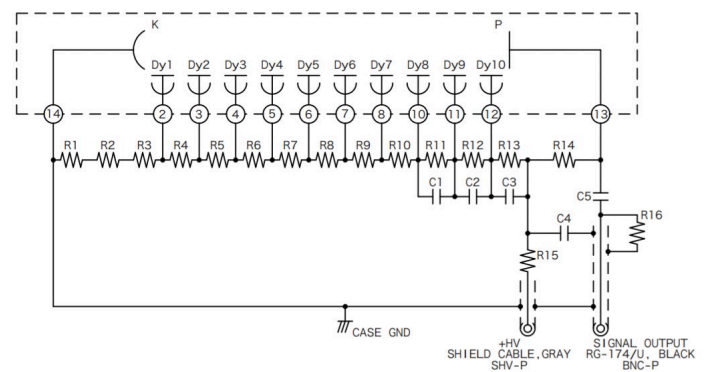 K P
Dy1 Dy2 Dy3 Dy4 Dy5 Dy6 Dy7 Dy8 Dy9 Dy10
14 2 3 4 5 6 7 8 10 11 12 13
R1 R2 R3 R4 R5 R6 R7 R8 R9 R10 R11 R12 R13 R14
C1 C2 C3
C5
R16
C4
R15
CASE GND
+HV
SHIELD CABLE,GRAY
SHV-P
SIGNAL OUTPUT
RG-174/U, BLACK
BNC-P